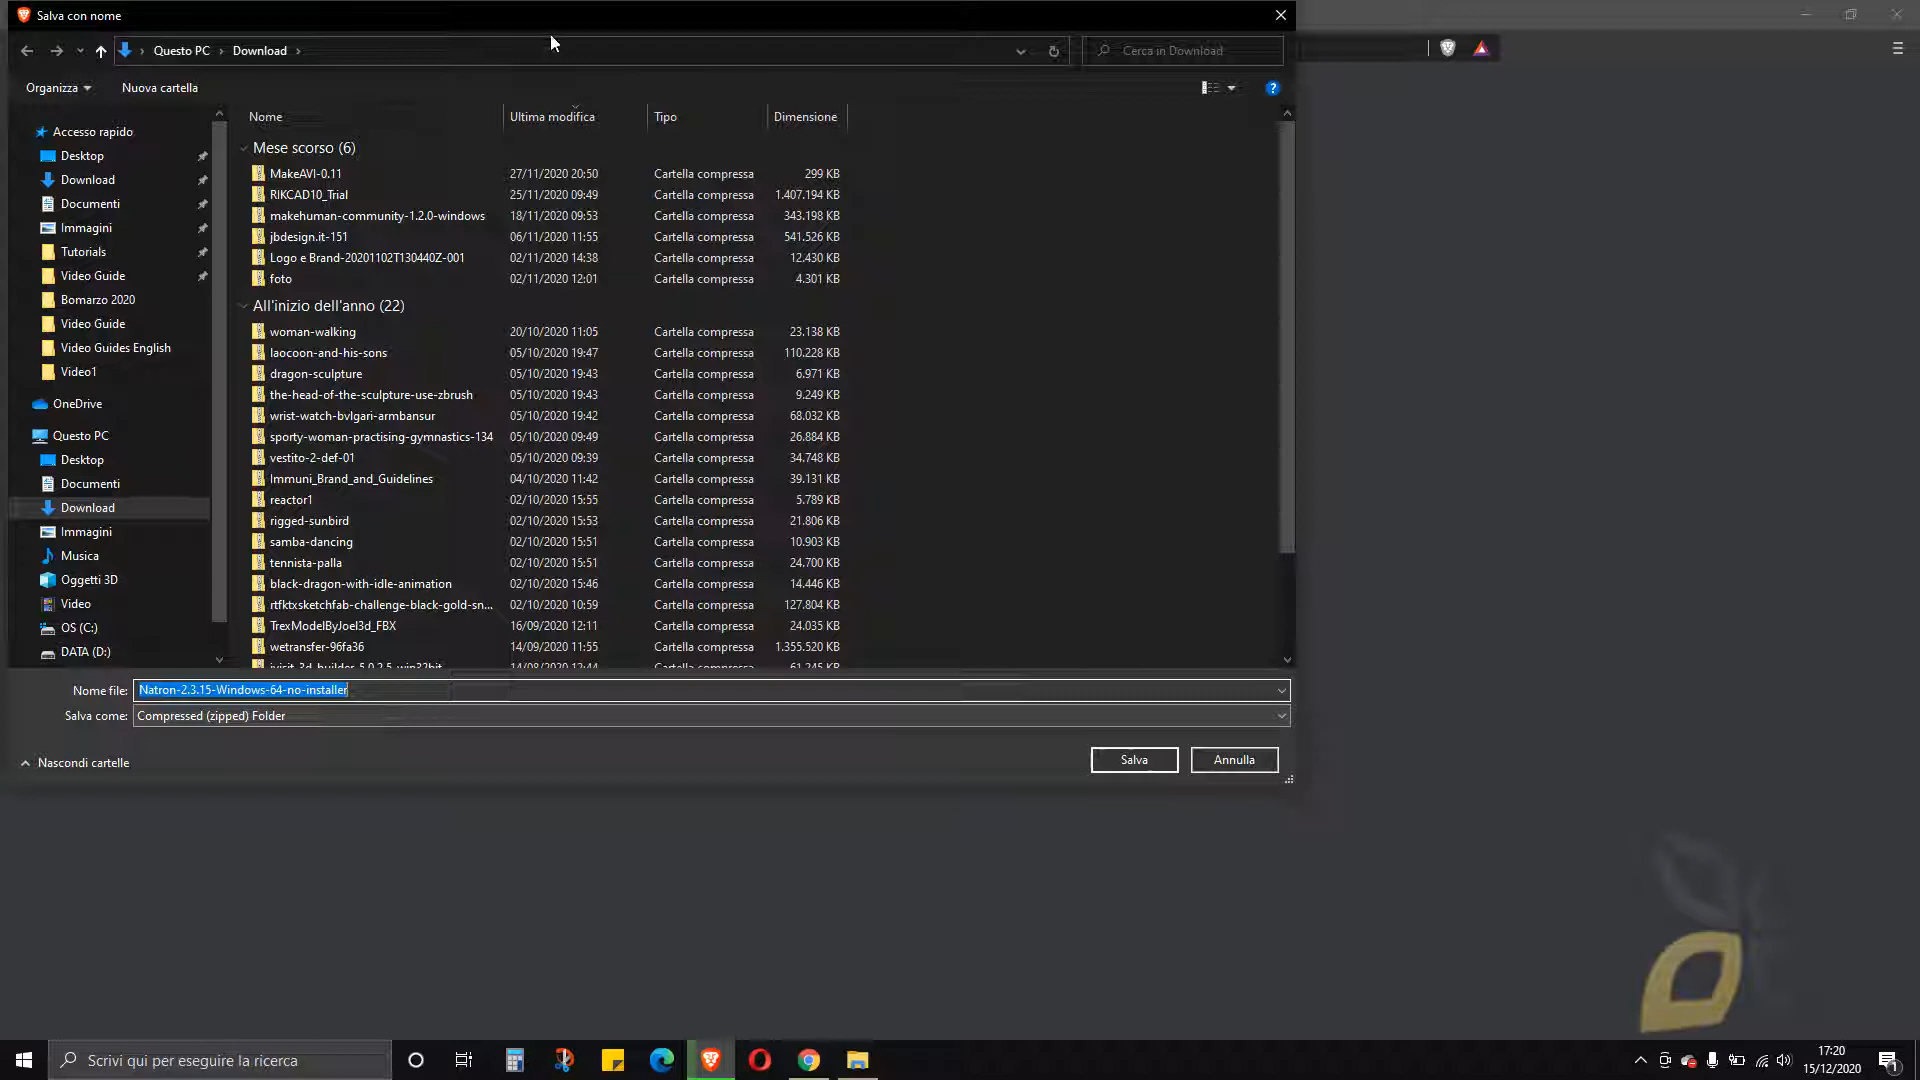 Salva con nome
Questo PC › Download ›
Cerca in Download
Organizza
Nuova cartella
Nome
Ultima modifica
Tipo
Dimensione
Accesso rapido
Desktop
Download
Documenti
Immagini
Tutorials
Video Guide
Bomarzo 2020
Video Guide
Video Guides English
Video1
OneDrive
Questo PC
Desktop
Documenti
Download
Immagini
Musica
Oggetti 3D
Video
OS (C:)
DATA (D:)
Mese scorso (6)
MakeAVI-0.11 27/11/2020 20:50 Cartella compressa 299 KB
RIKCAD10_Trial 25/11/2020 09:49 Cartella compressa 1.407.194 KB
makehuman-community-1.2.0-windows 18/11/2020 09:53 Cartella compressa 343.198 KB
jbdesign.it-151 06/11/2020 11:55 Cartella compressa 541.526 KB
Logo e Brand-20201102T130440Z-001 02/11/2020 14:38 Cartella compressa 12.430 KB
foto 02/11/2020 12:01 Cartella compressa 4.301 KB
All'inizio dell'anno (22)
woman-walking 20/10/2020 11:05 Cartella compressa 23.138 KB
laocoon-and-his-sons 05/10/2020 19:47 Cartella compressa 110.228 KB
dragon-sculpture 05/10/2020 19:43 Cartella compressa 6.971 KB
the-head-of-the-sculpture-use-zbrush 05/10/2020 19:43 Cartella compressa 9.249 KB
wrist-watch-bvlgari-armbansur 05/10/2020 19:42 Cartella compressa 68.032 KB
sporty-woman-practising-gymnastics-134 05/10/2020 09:49 Cartella compressa 26.884 KB
vestito-2-def-01 05/10/2020 09:39 Cartella compressa 34.748 KB
Immuni_Brand_and_Guidelines 04/10/2020 11:42 Cartella compressa 39.131 KB
reactor1 02/10/2020 15:55 Cartella compressa 5.789 KB
rigged-sunbird 02/10/2020 15:53 Cartella compressa 21.806 KB
samba-dancing 02/10/2020 15:51 Cartella compressa 10.903 KB
tennista-palla 02/10/2020 15:51 Cartella compressa 24.700 KB
black-dragon-with-idle-animation 02/10/2020 15:46 Cartella compressa 14.446 KB
rtfktxsketchfab-challenge-black-gold-sn... 02/10/2020 10:59 Cartella compressa 127.804 KB
TrexModelByJoel3d_FBX 16/09/2020 12:11 Cartella compressa 24.035 KB
wetransfer-96fa36 14/09/2020 11:55 Cartella compressa 1.355.520 KB
ivisit-3d_builder_5.0.2.5_win32bit 14/08/2020 12:44 Cartella compressa 61.245 KB
Nome file: Natron-2.3.15-Windows-64-no-installer
Salva come: Compressed (zipped) Folder
Nascondi cartelle
Salva
Annulla
Scrivi qui per eseguire la ricerca
17:20
15/12/2020
1